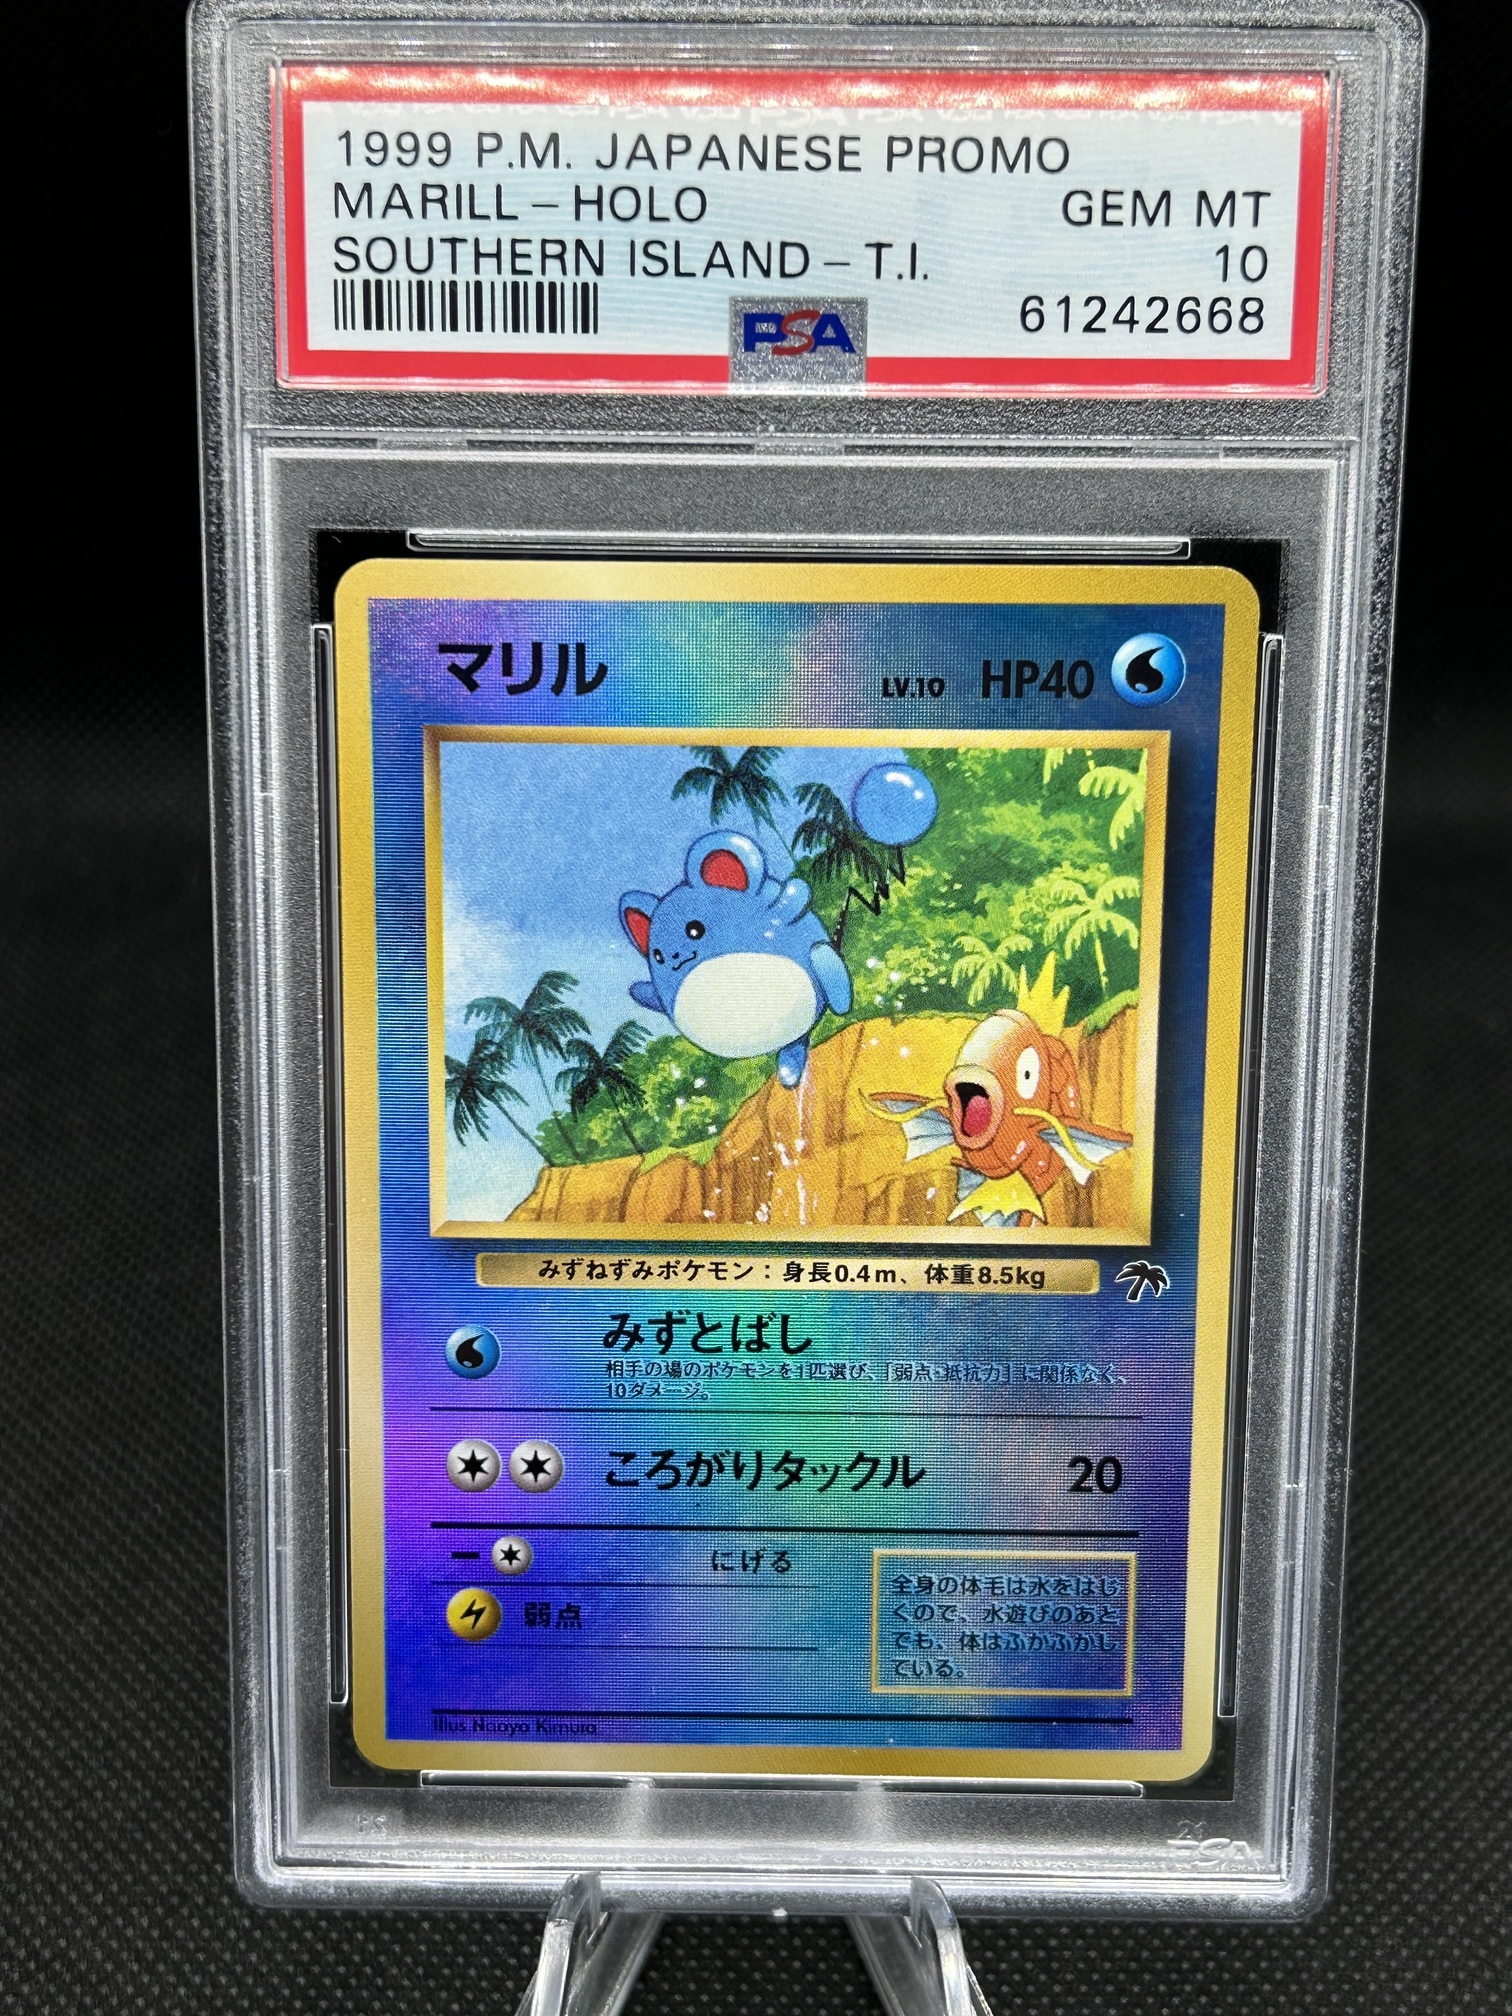 1999 P.M. JAPANESE PROMO
MARILL – HOLO GEM MT
SOUTHERN ISLAND – T.I. 10
61242668
PSA
マリル LV.10 HP40
みずねずみポケモン：身長0.4m、体重8.5kg
みずとばし
相手の場のポケモンを1匹選び、「弱点・抵抗力」に関係なく、
10ダメージ。
ころがりタックル 20
にげる
弱点
全身の体毛は水をはじ
くので、水遊びのあと
でも、体はふかふかし
ている。
Illus Naoyo Kimura
PSA